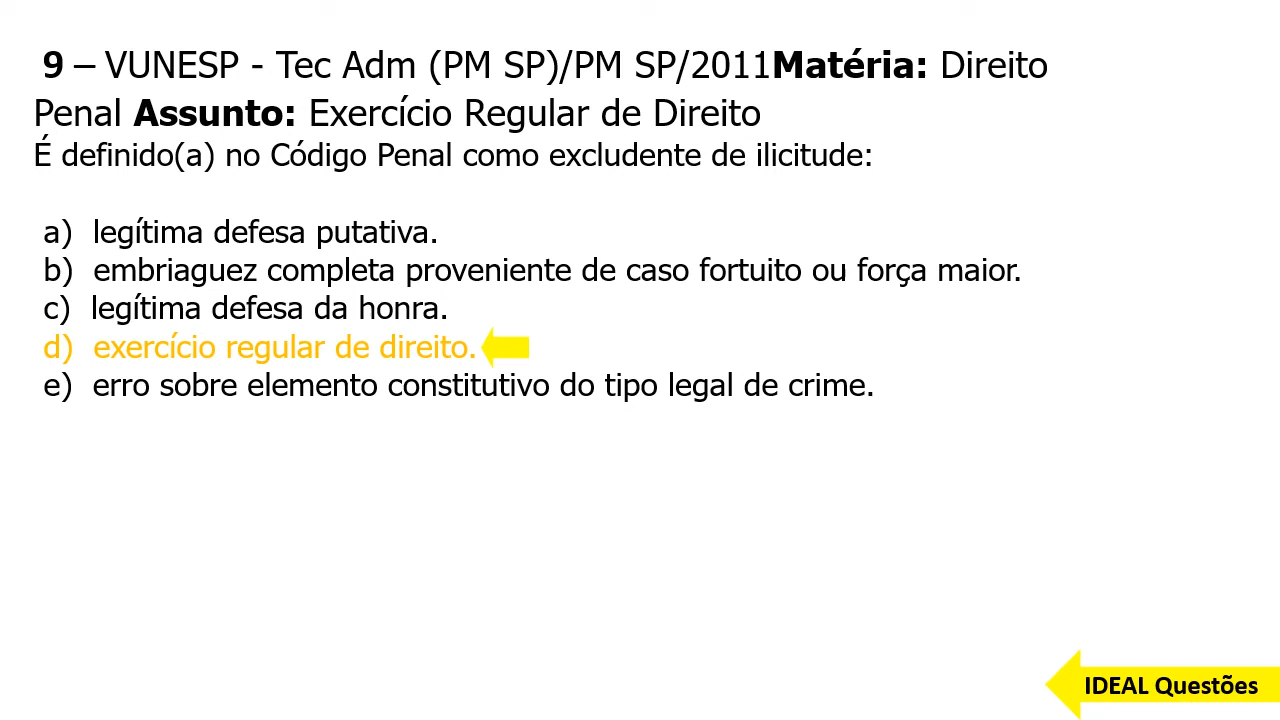 9 – VUNESP - Tec Adm (PM SP)/PM SP/2011Matéria: Direito
Penal Assunto: Exercício Regular de Direito
É definido(a) no Código Penal como excludente de ilicitude:
a) legítima defesa putativa.
b) embriaguez completa proveniente de caso fortuito ou força maior.
c) legítima defesa da honra.
d) exercício regular de direito.
e) erro sobre elemento constitutivo do tipo legal de crime.
IDEAL Questões